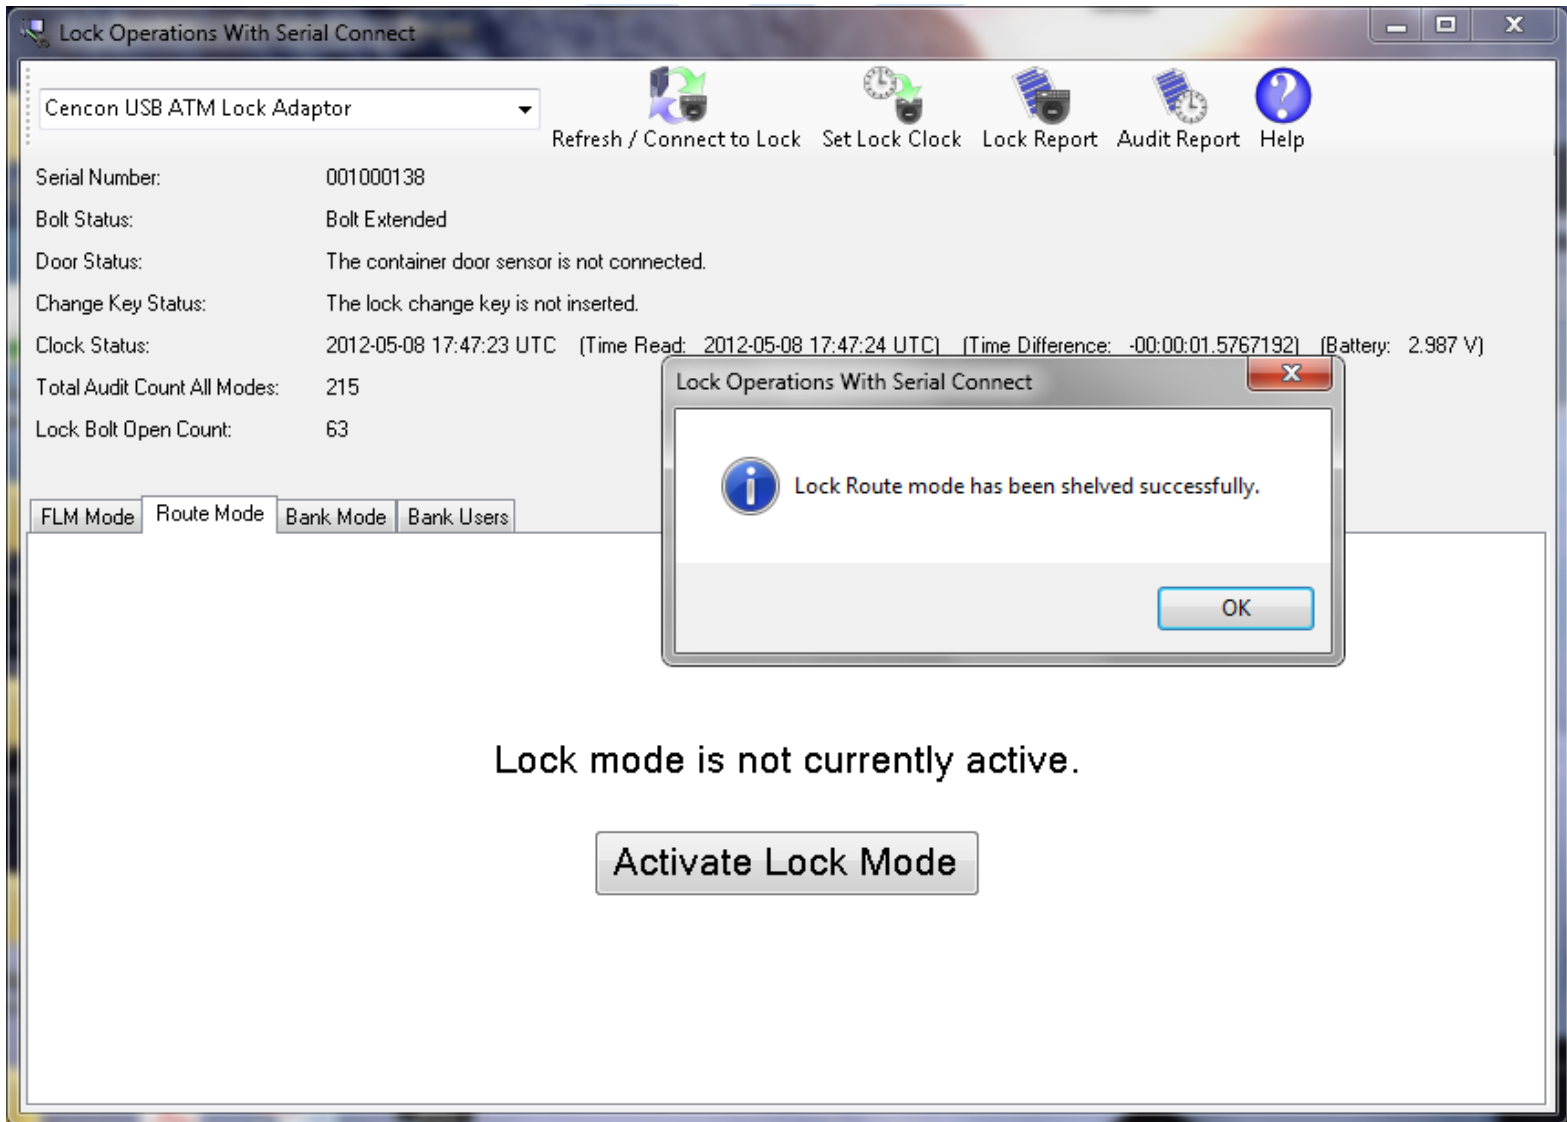 Lock Operations With Serial Connect
Cencon USB ATM Lock Adaptor
Refresh / Connect to Lock Set Lock Clock Lock Report Audit Report Help
Serial Number: 001000138
Bolt Status: Bolt Extended
Door Status: The container door sensor is not connected.
Change Key Status: The lock change key is not inserted.
Clock Status: 2012-05-08 17:47:23 UTC (Time Read: 2012-05-08 17:47:24 UTC) (Time Difference: -00:00:01.5767192) (Battery: 2.987 V)
Total Audit Count All Modes: 215
Lock Bolt Open Count: 63
Lock Operations With Serial Connect
Lock Route mode has been shelved successfully.
OK
FLM Mode Route Mode Bank Mode Bank Users
Lock mode is not currently active.
Activate Lock Mode